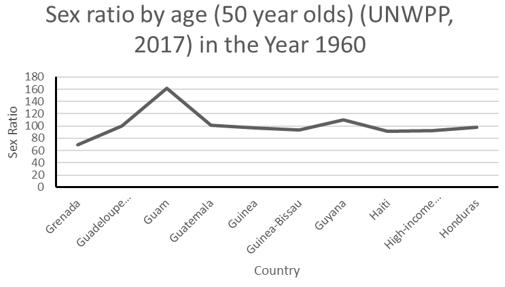 Sex ratio by age (50 year olds) (UNWPP,
2017) in the Year 1960
180
160
140
120
100
80
60
40
20
0
Sex Ratio
Grenada
Guadeloupe...
Guam
Guatemala
Guinea
Guinea-Bissau
Guyana
Haiti
High-income...
Honduras
Country